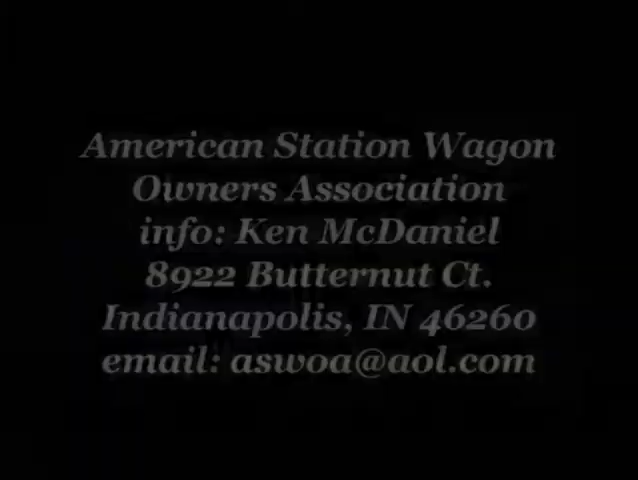 American Station Wagon
Owners Association
info: Ken McDaniel
8922 Butternut Ct.
Indianapolis, IN 46260
email: aswoa@aol.com